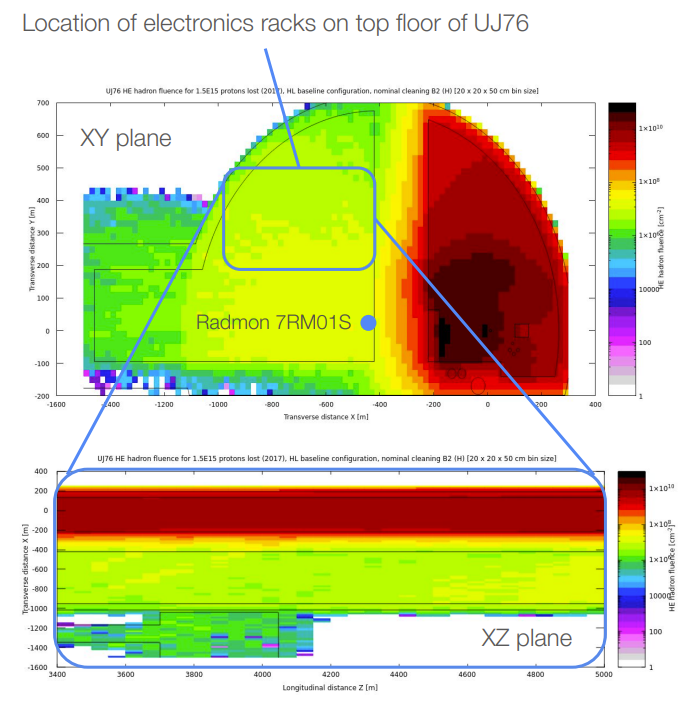 Location of electronics racks on top floor of UJ76
UJ76 HE hadron fluence for 1.5E15 protons lost (2017), HL baseline configuration, nominal cleaning B2 (H) [20 x 20 x 50 cm bin size]
XY plane
Radmon 7RM01S
700
600
500
400
300
200
100
0
-100
-200
Transverse distance Y [m]
-1600 -1400 -1200 -1000 -800 -600 -400 -200 0 200 400
Transverse distance X [m]
1×10¹⁰
1×10⁸
1×10⁶
10000
100
1
HE hadron fluence [cm⁻²]
UJ76 HE hadron fluence for 1.5E15 protons lost (2017), HL baseline configuration, nominal cleaning B2 (H) [20 x 20 x 50 cm bin size]
400
200
0
-200
-400
-600
-800
-1000
-1200
-1400
-1600
Transverse distance X [m]
XZ plane
3400 3600 3800 4000 4200 4400 4600 4800 5000
Longitudinal distance Z [m]
1×10¹⁰
1×10⁸
1×10⁶
10000
100
1
HE hadron fluence [cm⁻²]